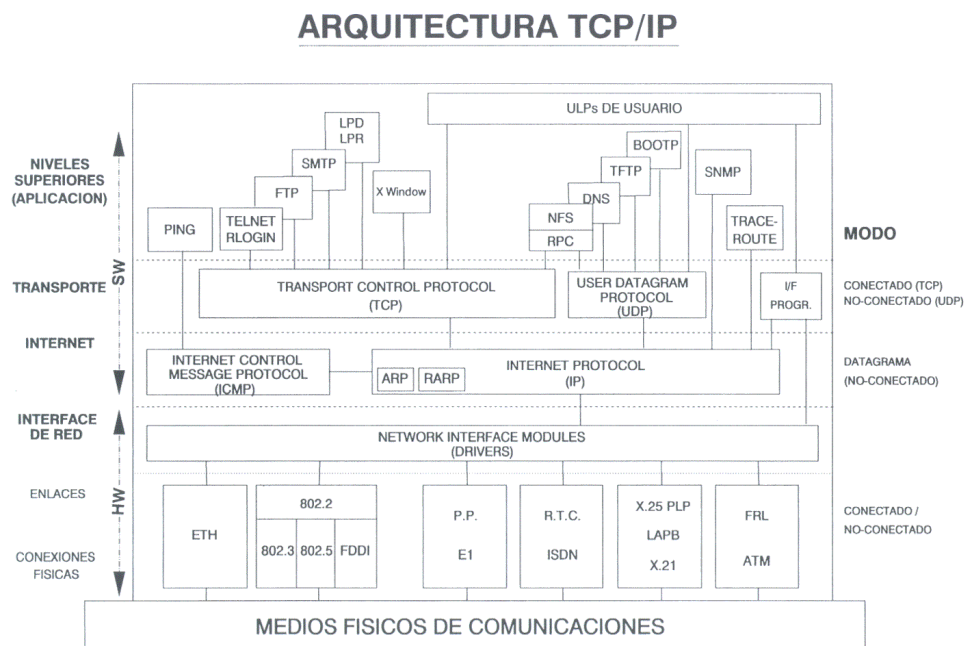 ARQUITECTURA TCP/IP
ULPs DE USUARIO
LPD
LPR
BOOTP
SMTP
TFTP
SNMP
NIVELES
SUPERIORES
(APLICACION)
FTP
X Window
DNS
PING
TELNET
RLOGIN
NFS
RPC
TRACE-
ROUTE
MODO
SW
TRANSPORTE
TRANSPORT CONTROL PROTOCOL
(TCP)
USER DATAGRAM
PROTOCOL
(UDP)
I/F
PROGR.
CONECTADO (TCP)
NO-CONECTADO (UDP)
INTERNET
INTERNET CONTROL
MESSAGE PROTOCOL
(ICMP)
ARP
RARP
INTERNET PROTOCOL
(IP)
DATAGRAMA
(NO-CONECTADO)
INTERFACE
DE RED
NETWORK INTERFACE MODULES
(DRIVERS)
HW
ENLACES
CONEXIONES
FISICAS
ETH
802.2
802.3
802.5
FDDI
P.P.
E1
R.T.C.
ISDN
X.25 PLP
LAPB
X.21
FRL
ATM
CONECTADO /
NO-CONECTADO
MEDIOS FISICOS DE COMUNICACIONES